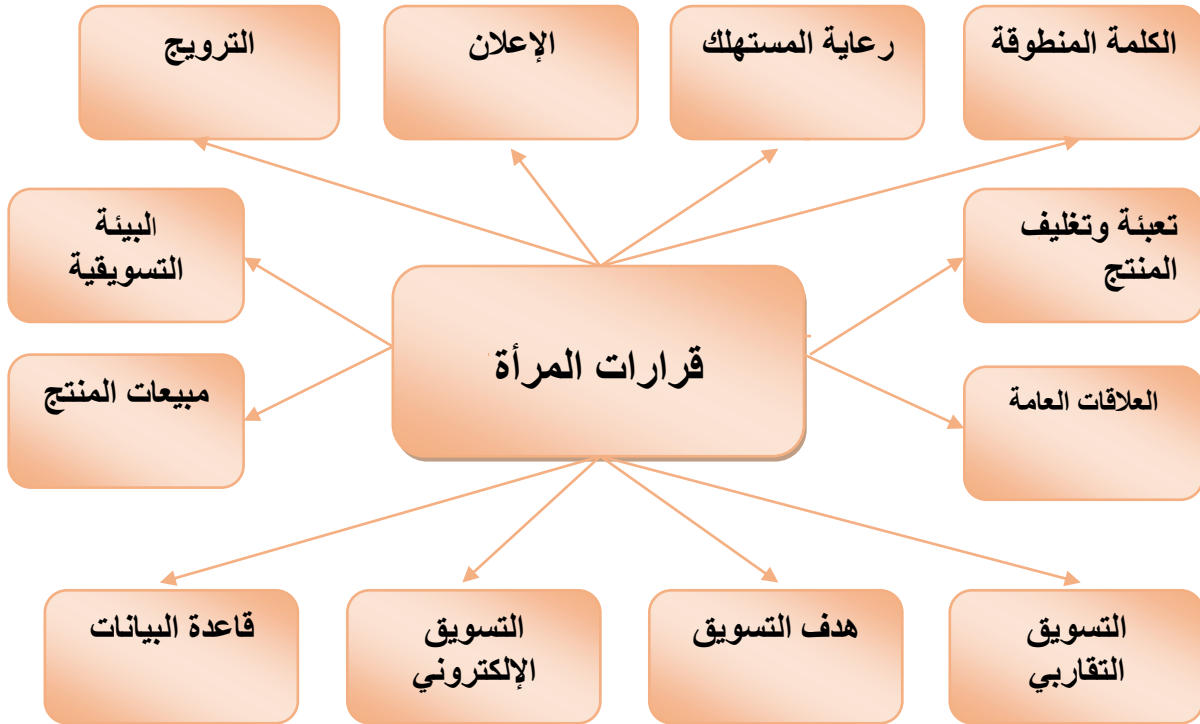 الكلمة المنطوقة
رعاية المستهلك
الإعلان
الترويج
تعبئة وتغليف
المنتج
البيئة
التسويقية
قرارات المرأة
العلاقات العامة
مبيعات المنتج
التسويق
التقاربي
هدف التسويق
التسويق
الإلكتروني
قاعدة البيانات